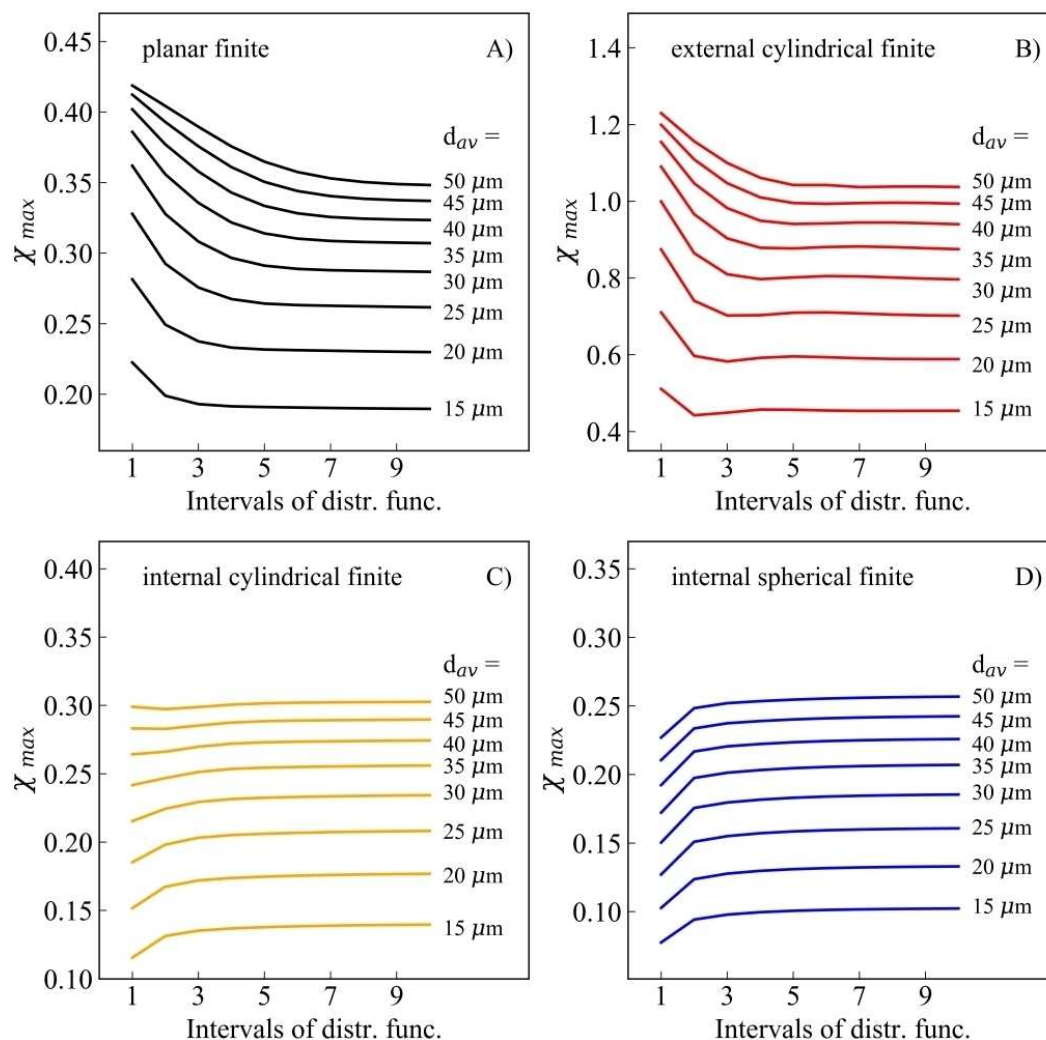 planar finite A)
0.45
0.40
0.35
0.30
0.25
0.20
χ max
d av =
50 μm
45 μm
40 μm
35 μm
30 μm
25 μm
20 μm
15 μm
1 3 5 7 9
Intervals of distr. func.
external cylindrical finite B)
1.4
1.2
1.0
0.8
0.6
0.4
χ max
d av =
50 μm
45 μm
40 μm
35 μm
30 μm
25 μm
20 μm
15 μm
1 3 5 7 9
Intervals of distr. func.
internal cylindrical finite C)
0.40
0.35
0.30
0.25
0.20
0.15
0.10
χ max
d av =
50 μm
45 μm
40 μm
35 μm
30 μm
25 μm
20 μm
15 μm
1 3 5 7 9
Intervals of distr. func.
internal spherical finite D)
0.35
0.30
0.25
0.20
0.15
0.10
χ max
d av =
50 μm
45 μm
40 μm
35 μm
30 μm
25 μm
20 μm
15 μm
1 3 5 7 9
Intervals of distr. func.